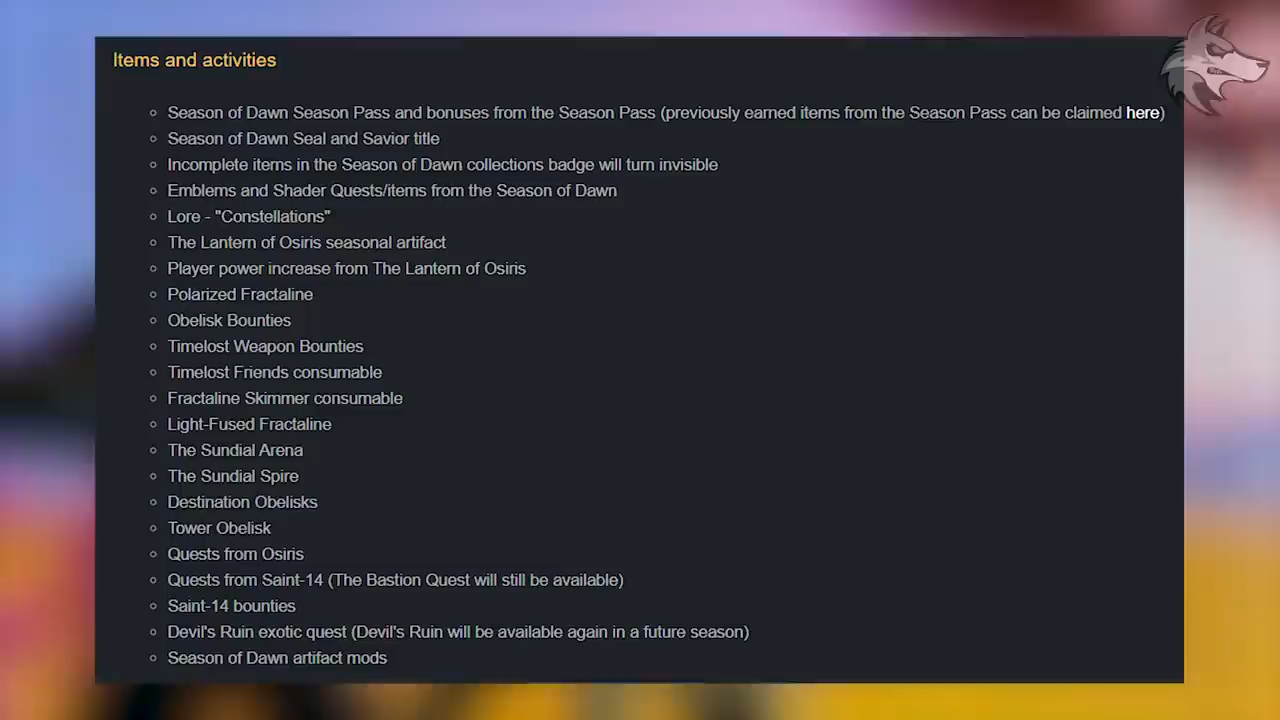 Items and activities
Season of Dawn Season Pass and bonuses from the Season Pass (previously earned items from the Season Pass can be claimed here)
Season of Dawn Seal and Savior title
Incomplete items in the Season of Dawn collections badge will turn invisible
Emblems and Shader Quests/items from the Season of Dawn
Lore - "Constellations"
The Lantern of Osiris seasonal artifact
Player power increase from The Lantern of Osiris
Polarized Fractaline
Obelisk Bounties
Timelost Weapon Bounties
Timelost Friends consumable
Fractaline Skimmer consumable
Light-Fused Fractaline
The Sundial Arena
The Sundial Spire
Destination Obelisks
Tower Obelisk
Quests from Osiris
Quests from Saint-14 (The Bastion Quest will still be available)
Saint-14 bounties
Devil's Ruin exotic quest (Devil's Ruin will be available again in a future season)
Season of Dawn artifact mods